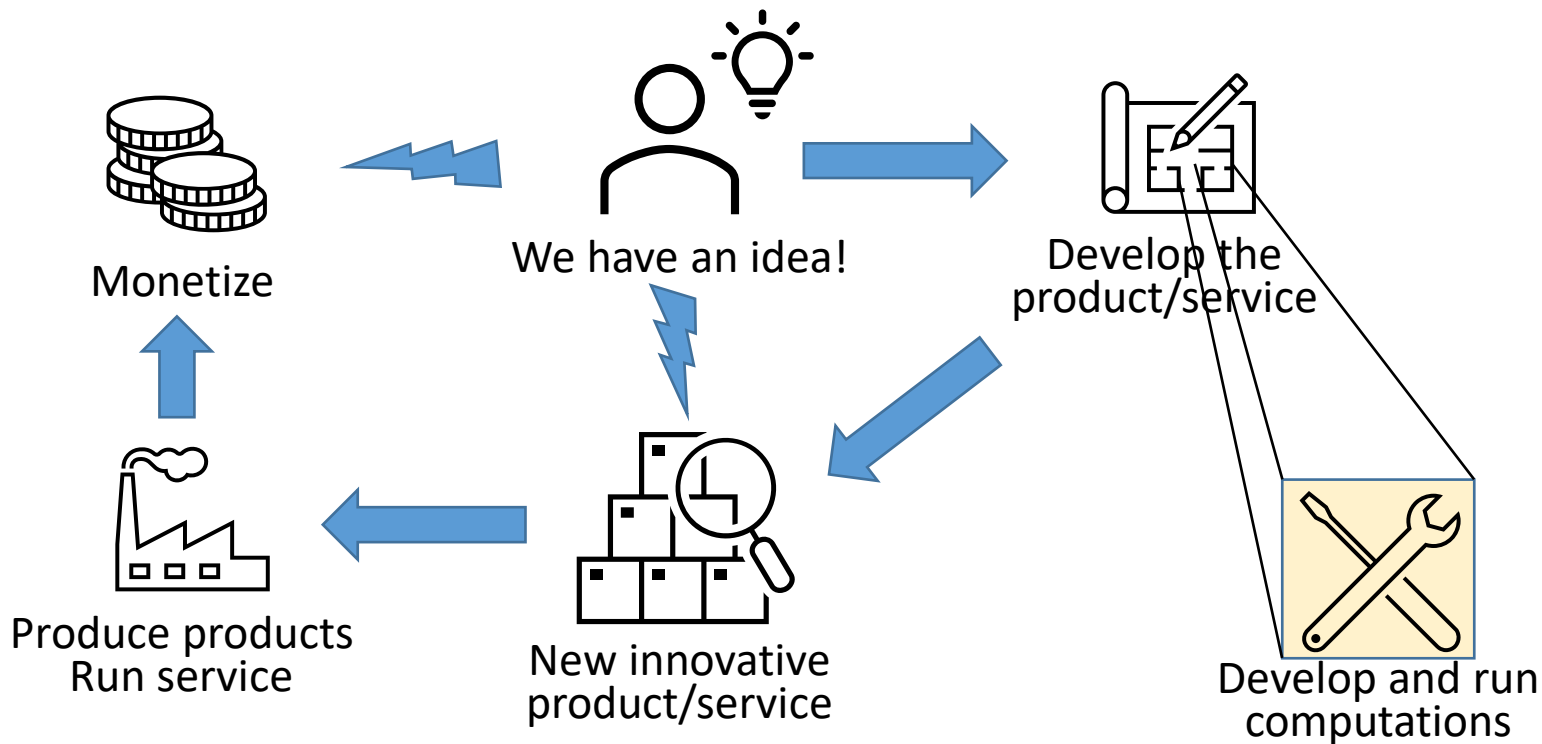 We have an idea!
Develop the
product/service
Monetize
Produce products
Run service
New innovative
product/service
Develop and run
computations